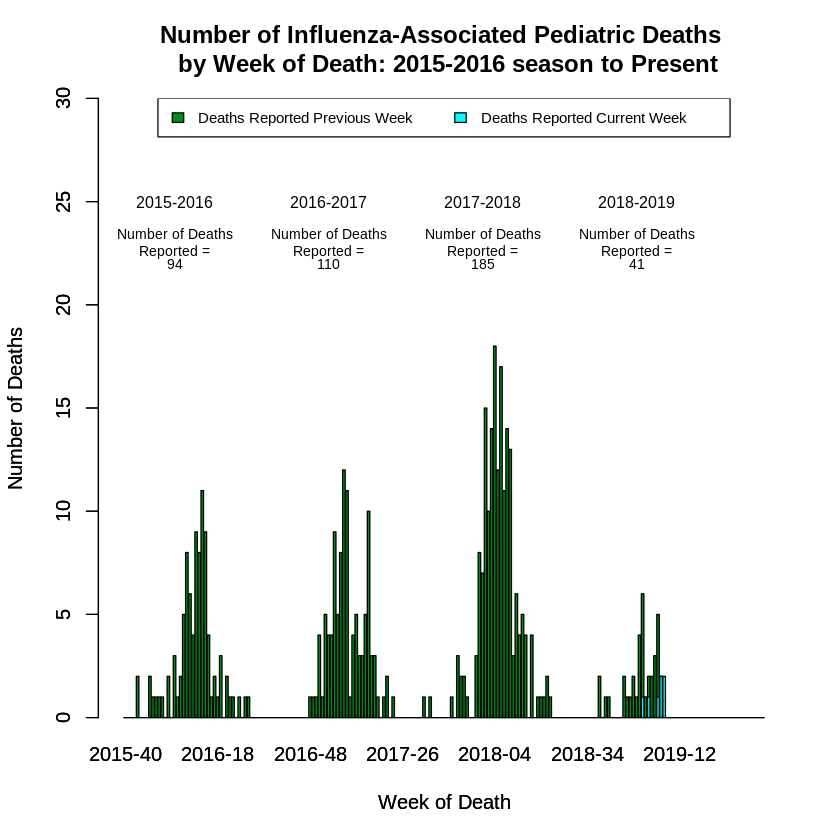 Number of Influenza-Associated Pediatric Deaths
by Week of Death: 2015-2016 season to Present
Deaths Reported Previous Week
Deaths Reported Current Week
30
25
20
15
10
5
0
Number of Deaths
2015-2016
Number of Deaths
Reported =
94
2016-2017
Number of Deaths
Reported =
110
2017-2018
Number of Deaths
Reported =
185
2018-2019
Number of Deaths
Reported =
41
2015-40
2016-18
2016-48
2017-26
2018-04
2018-34
2019-12
Week of Death